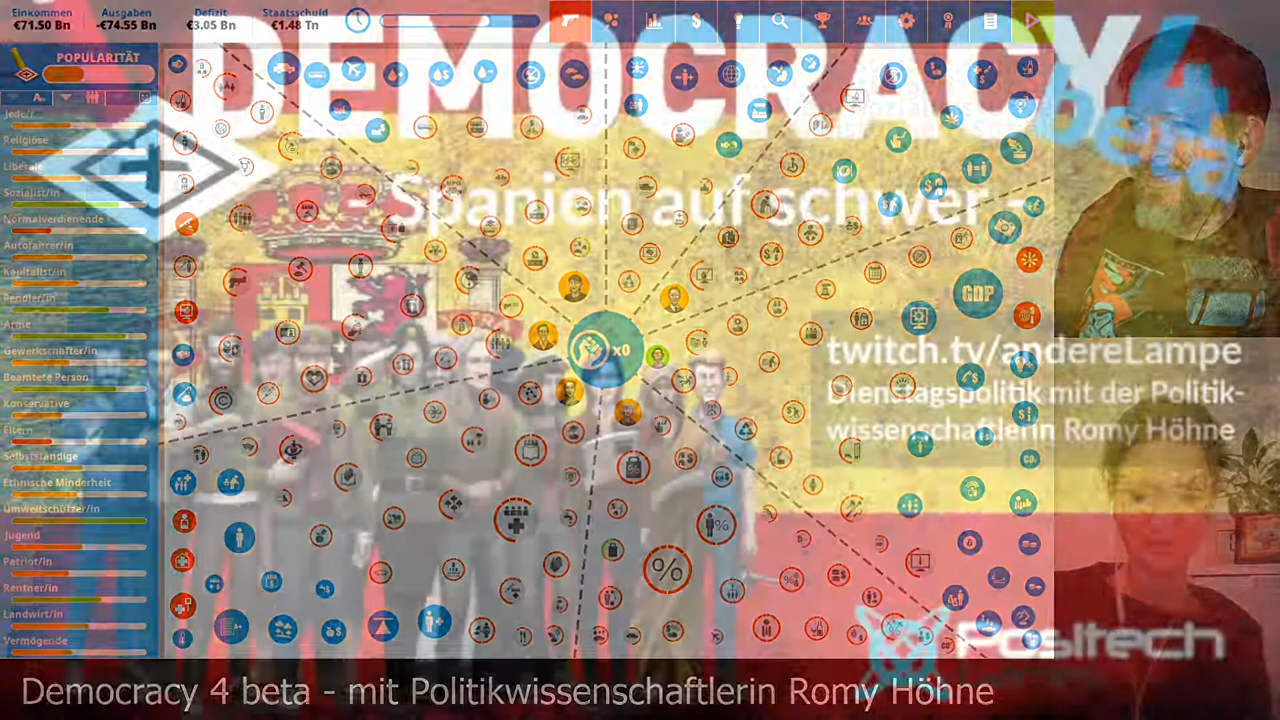 Einkommen
€71.50 Bn
Ausgaben
-€74.55 Bn
Defizit
€3.05 Bn
Staatsschuld
€1.48 Tn
DEMOCRACY 4
beta
POPULARITÄT
Religiöse
Liberale
Sozialist/in
Normalverdienende
Autofahrer/in
Kapitalist/in
Pendler/in
Arme
Gewerkschafter/in
Beamtete Person
Konservative
Eltern
Selbstständige
Ethnische Minderheit
Umweltschützer/in
Jugend
Patriot/in
Rentner/in
Landwirt/in
Vermögende
- Spanien auf schwer -
GDP
x0
twitch.tv/andereLampe
Dienstagspolitik mit der Politik-
wissenschaftlerin Romy Höhne
%
Positech
Democracy 4 beta - mit Politikwissenschaftlerin Romy Höhne